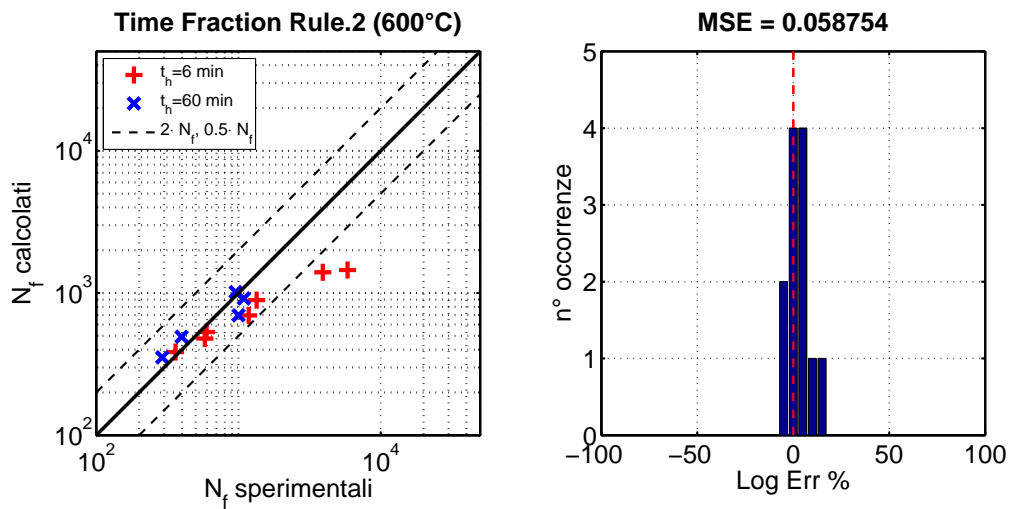 Time Fraction Rule.2 (600°C)
t_h=6 min
t_h=60 min
2· N_f, 0.5· N_f
10^4
10^3
10^2
10^2
10^3
10^4
N_f calcolati
N_f sperimentali
MSE = 0.058754
5
4
3
2
1
0
−100
−50
0
50
100
n° occorrenze
Log Err %